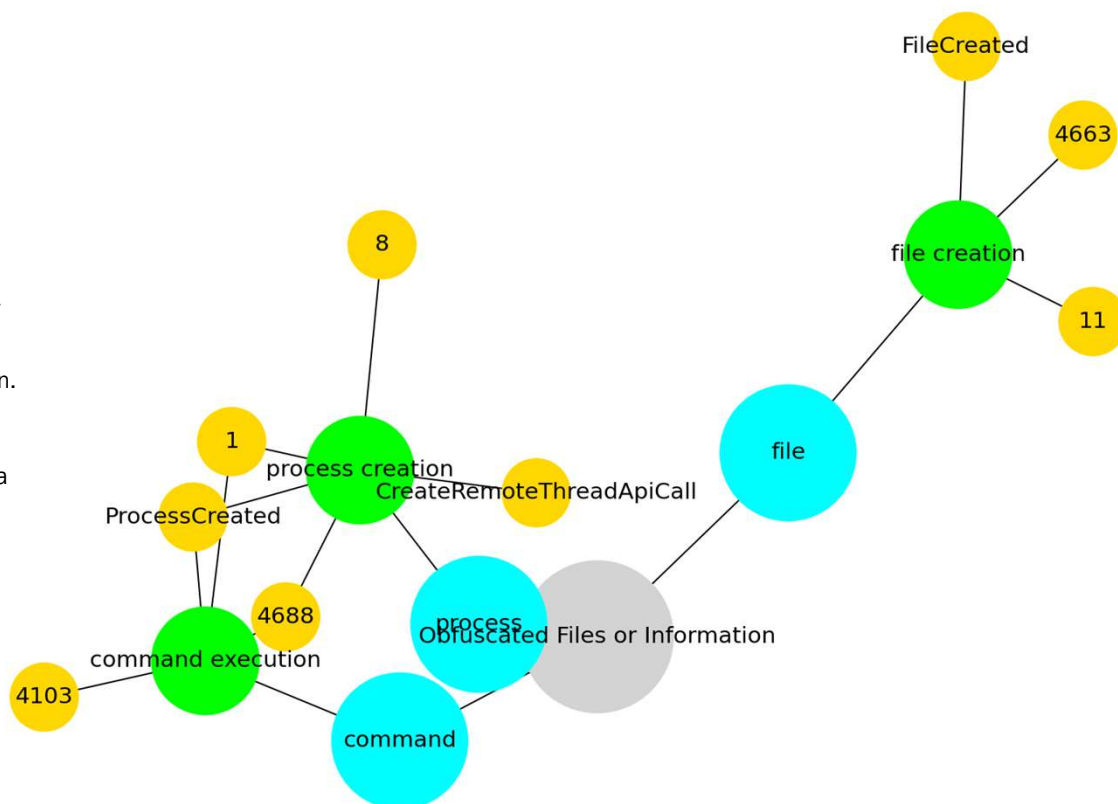 FileCreated
4663
8
file creation
11
n.
1
file
process creation
a
CreateRemoteThreadApiCall
ProcessCreated
4688
process
Obfuscated Files or Information
command execution
4103
command